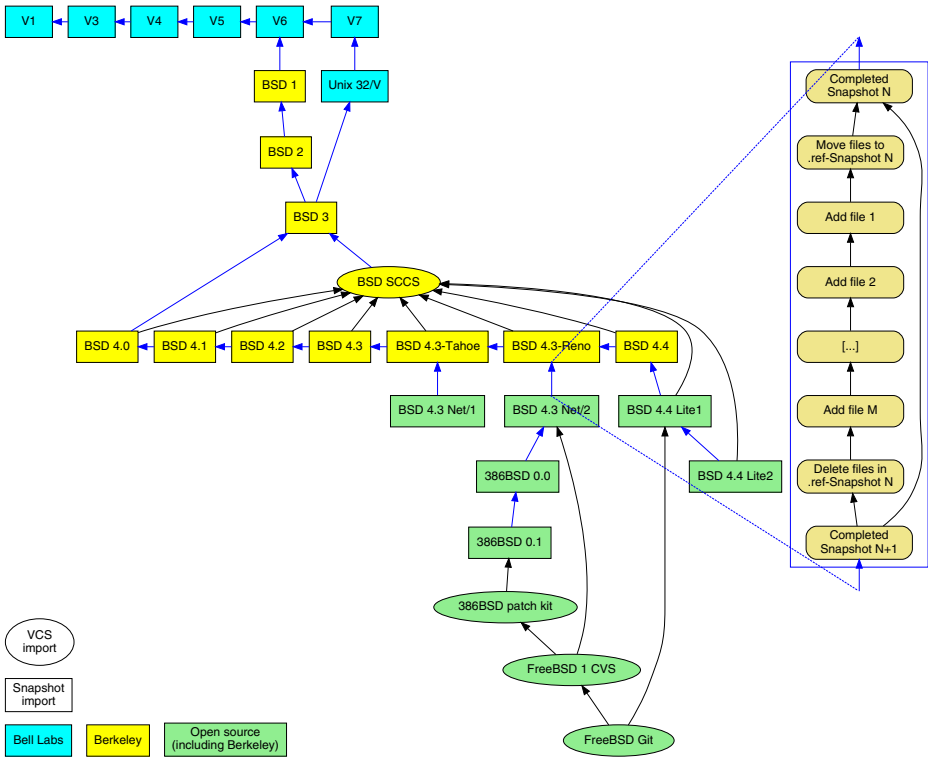 V1
V3
V4
V5
V6
V7
BSD 1
Unix 32/V
BSD 2
BSD 3
BSD SCCS
BSD 4.0
BSD 4.1
BSD 4.2
BSD 4.3
BSD 4.3-Tahoe
BSD 4.3-Reno
BSD 4.4
BSD 4.3 Net/1
BSD 4.3 Net/2
BSD 4.4 Lite1
386BSD 0.0
BSD 4.4 Lite2
386BSD 0.1
386BSD patch kit
FreeBSD 1 CVS
FreeBSD Git
Completed
Snapshot N
Move files to
.ref-Snapshot N
Add file 1
Add file 2
[...]
Add file M
Delete files in
.ref-Snapshot N
Completed
Snapshot N+1
VCS
import
Snapshot
import
Bell Labs
Berkeley
Open source
(including Berkeley)